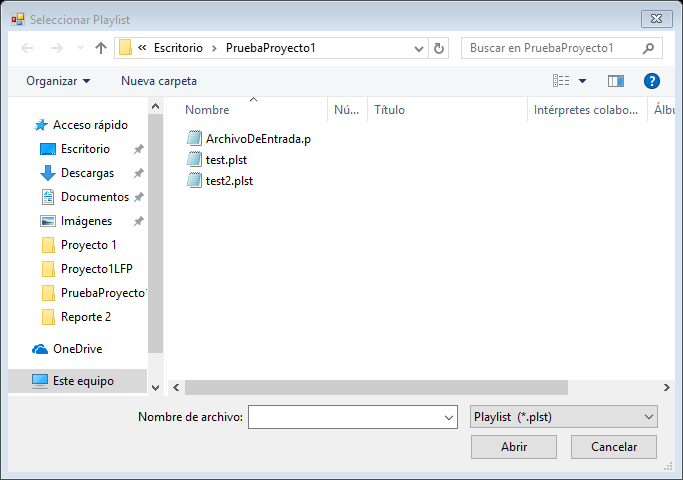 Seleccionar Playlist
« Escritorio > PruebaProyecto1
Buscar en PruebaProyecto1
Organizar
Nueva carpeta
?
Nombre
Nú...
Título
Intérpretes colabo...
Álbu
Acceso rápido
Escritorio
Descargas
Documentos
Imágenes
Proyecto 1
Proyecto1LFP
PruebaProyecto1
Reporte 2
OneDrive
Este equipo
ArchivoDeEntrada.p
test.plst
test2.plst
Nombre de archivo:
Playlist (*.plst)
Abrir
Cancelar